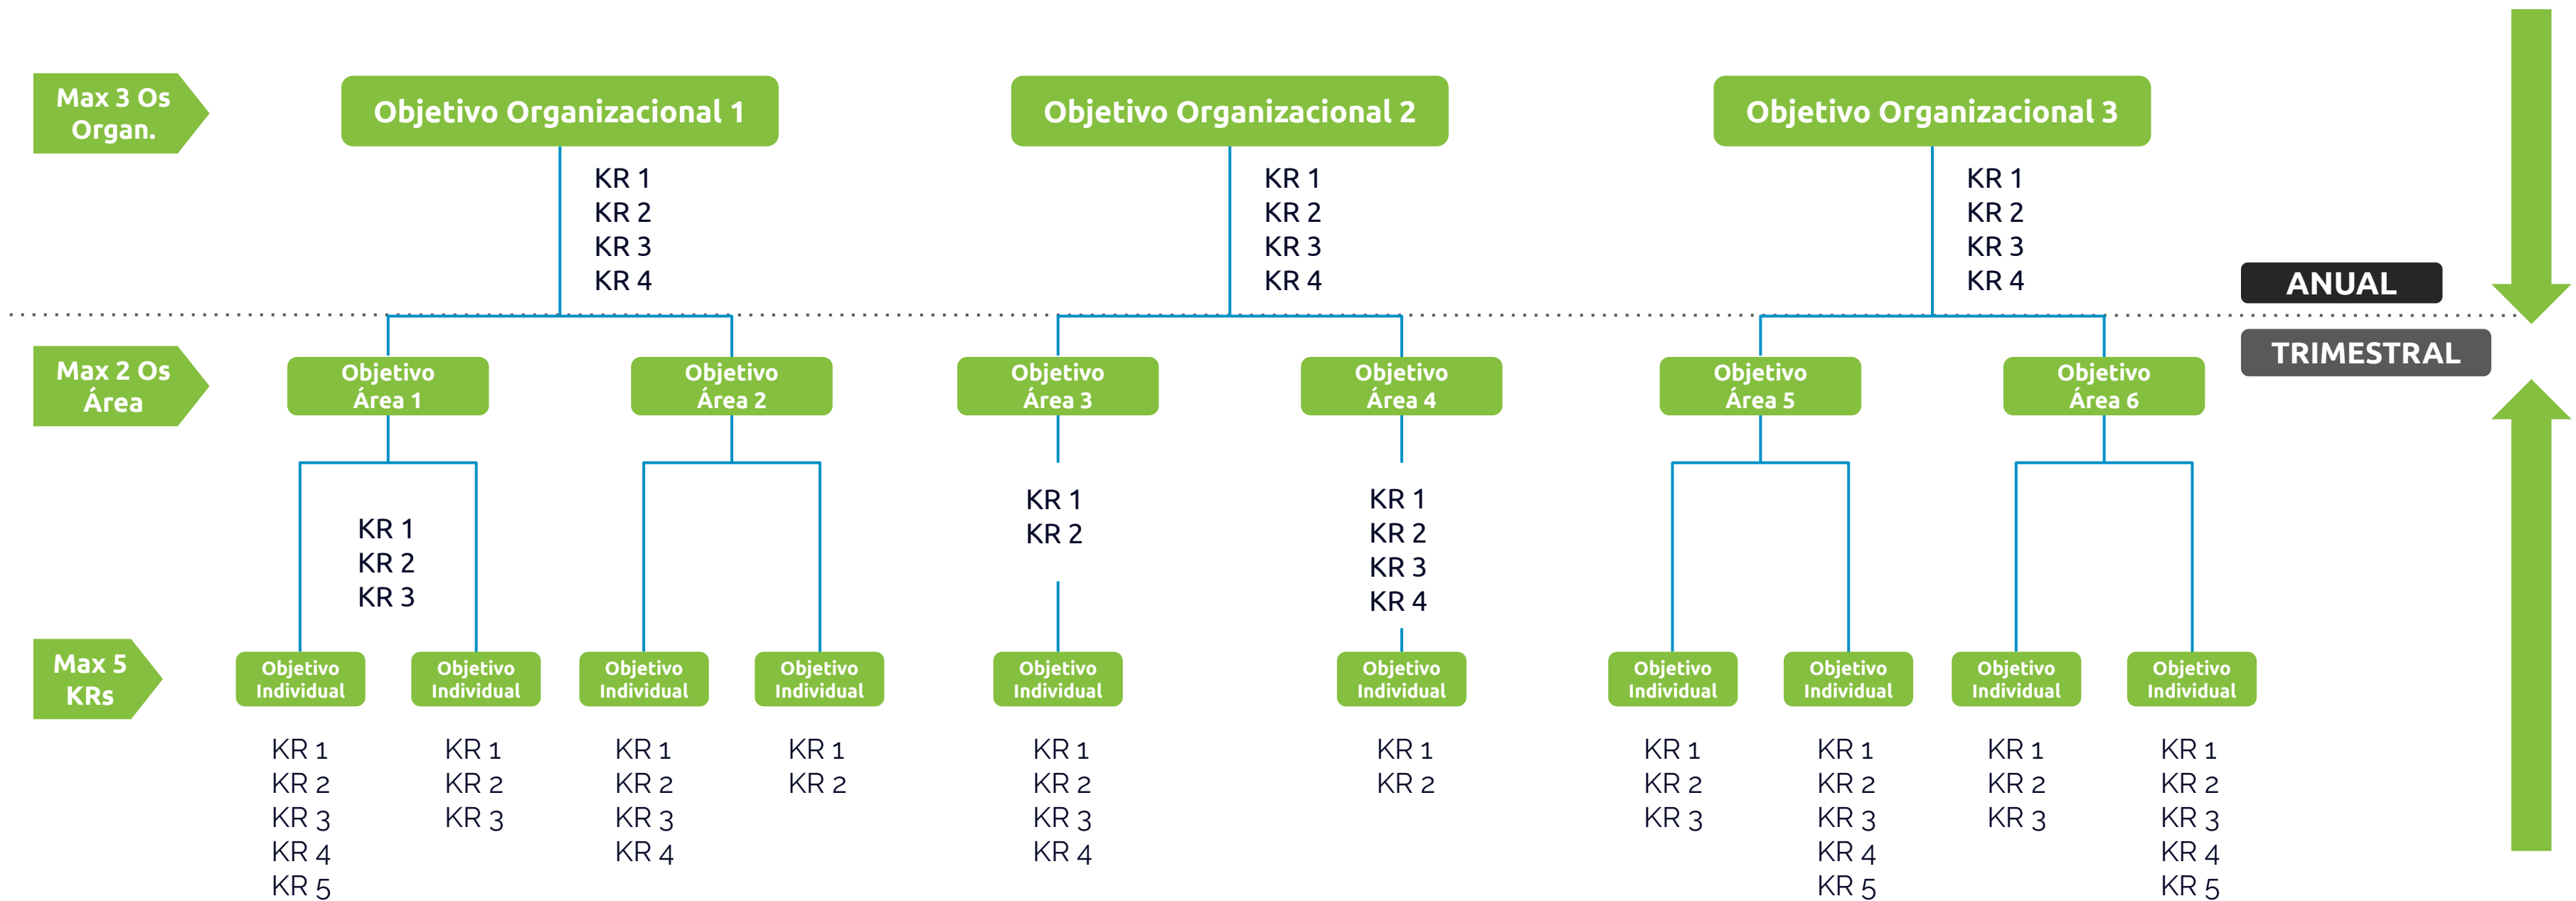 Max 3 Os
Organ.
Objetivo Organizacional 1
Objetivo Organizacional 2
Objetivo Organizacional 3
KR 1
KR 2
KR 3
KR 4
KR 1
KR 2
KR 3
KR 4
KR 1
KR 2
KR 3
KR 4
ANUAL
TRIMESTRAL
Max 2 Os
Área
Objetivo
Área 1
Objetivo
Área 2
Objetivo
Área 3
Objetivo
Área 4
Objetivo
Área 5
Objetivo
Área 6
KR 1
KR 2
KR 3
KR 1
KR 2
KR 1
KR 2
KR 3
KR 4
Max 5
KRs
Objetivo
Individual
Objetivo
Individual
Objetivo
Individual
Objetivo
Individual
Objetivo
Individual
Objetivo
Individual
Objetivo
Individual
Objetivo
Individual
Objetivo
Individual
Objetivo
Individual
KR 1
KR 2
KR 3
KR 4
KR 5
KR 1
KR 2
KR 3
KR 1
KR 2
KR 3
KR 4
KR 1
KR 2
KR 1
KR 2
KR 3
KR 4
KR 1
KR 2
KR 1
KR 2
KR 3
KR 1
KR 2
KR 3
KR 4
KR 5
KR 1
KR 2
KR 3
KR 1
KR 2
KR 3
KR 4
KR 5